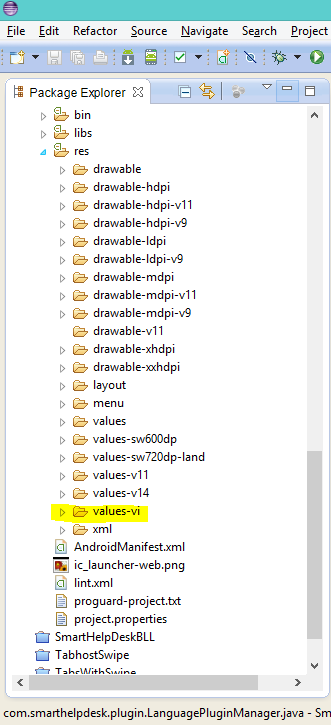 File Edit Refactor Source Navigate Search Project
Package Explorer
bin
libs
res
drawable
drawable-hdpi
drawable-hdpi-v11
drawable-hdpi-v9
drawable-ldpi
drawable-ldpi-v9
drawable-mdpi
drawable-mdpi-v11
drawable-mdpi-v9
drawable-v11
drawable-xhdpi
drawable-xxhdpi
layout
menu
values
values-sw600dp
values-sw720dp-land
values-v11
values-v14
values-vi
xml
AndroidManifest.xml
ic_launcher-web.png
lint.xml
proguard-project.txt
project.properties
SmartHelpDeskBLL
TabhostSwipe
TabsWithSwipe
com.smarthelpdesk.plugin.LanguagePluginManager.java - Sm